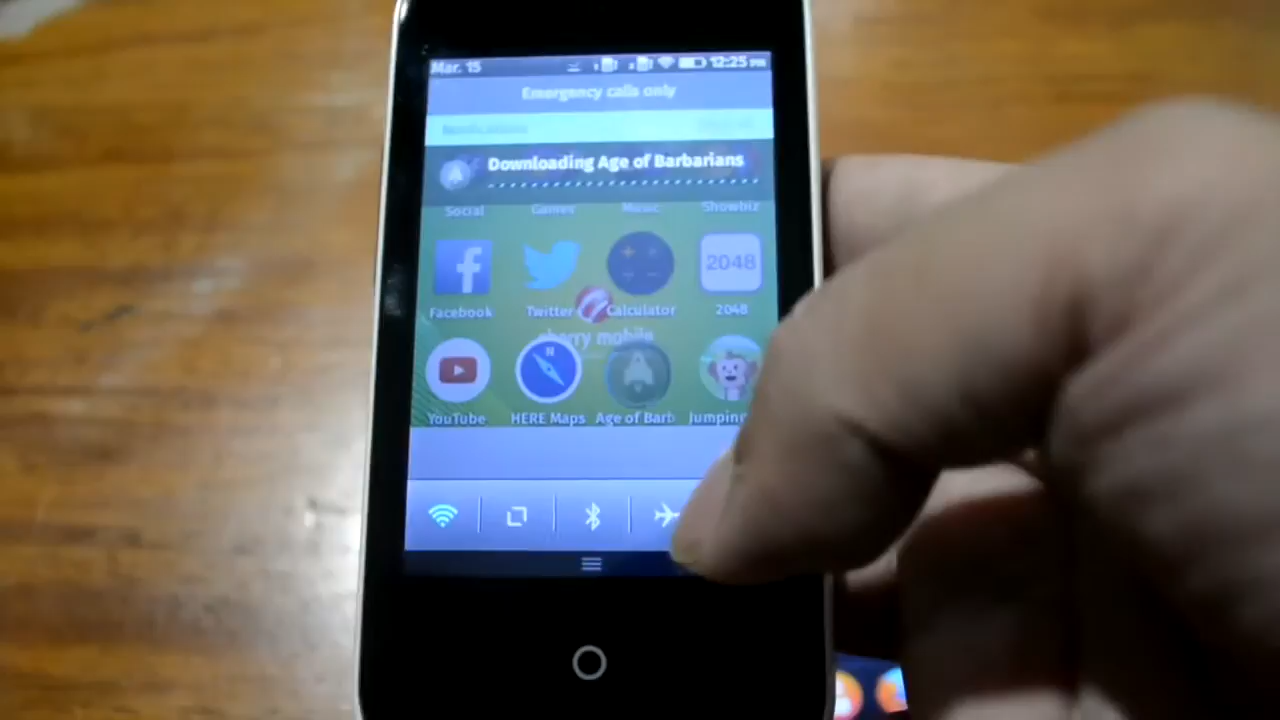 Mar. 15 12:25 PM
Emergency calls only
Notifications
Downloading Age of Barbarians
Social Games Music Showbiz
2048
Facebook Twitter Calculator 2048
cherry mobile
YouTube HERE Maps Age of Barb Jumping